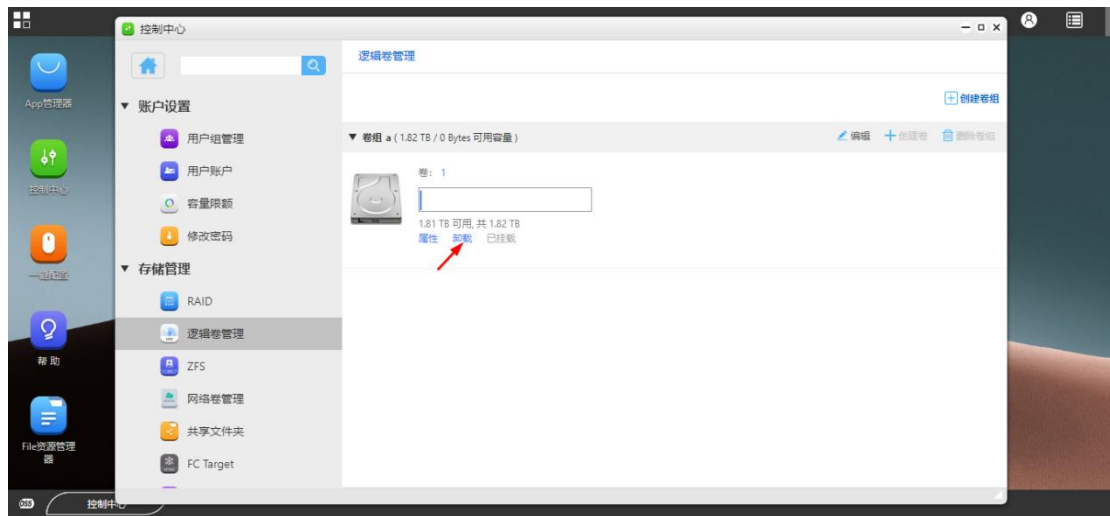 控制中心
逻辑卷管理
App管理器
账户设置
创建卷组
用户组管理
卷组 a ( 1.82 TB / 0 Bytes 可用容量 )
编辑
创建卷
删除卷组
用户账户
卷: 1
控制中心
容量限额
1.81 TB 可用, 共 1.82 TB
修改密码
属性 卸载 已挂载
存储管理
RAID
逻辑卷管理
帮 助
ZFS
网络卷管理
共享文件夹
File资源管理
器
FC Target
OSS
控制中心